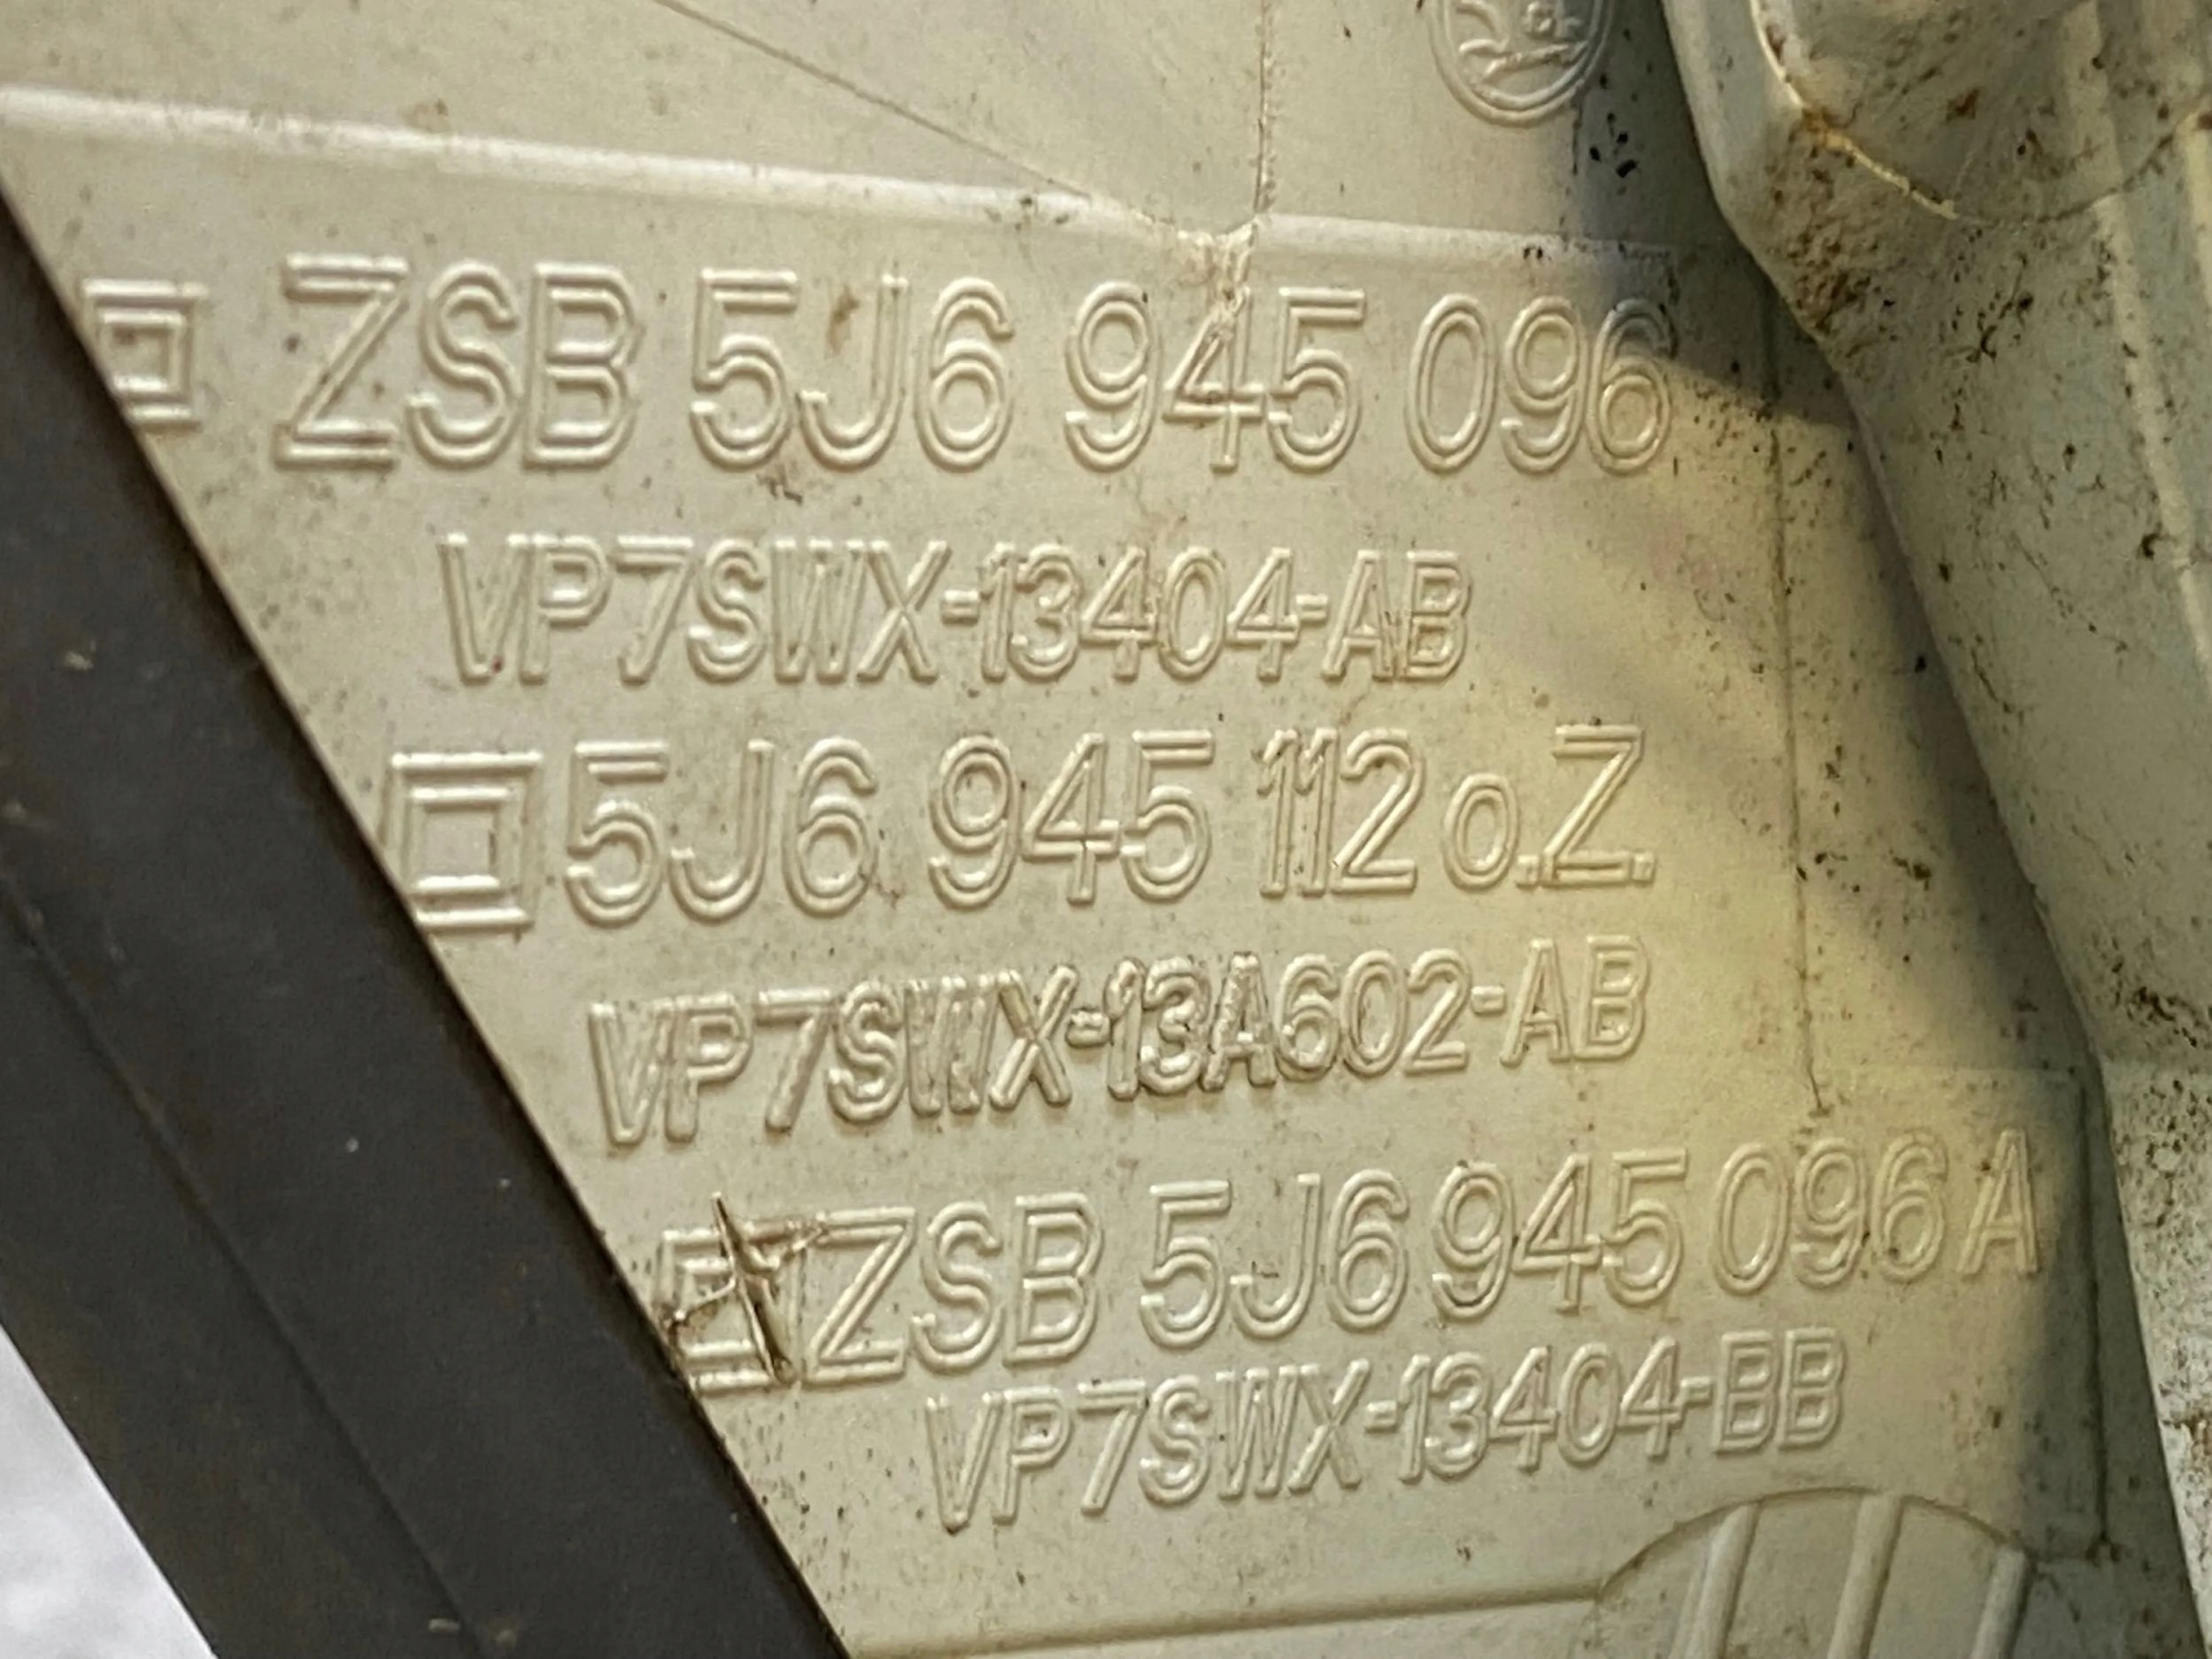 ZSB 5J6 945 096
VP7SWX-13404-AB
5J6 945 112 o.Z.
VP7SWX-13A602-AB
ZSB 5J6 945 096 A
VP7SWX-13404-BB